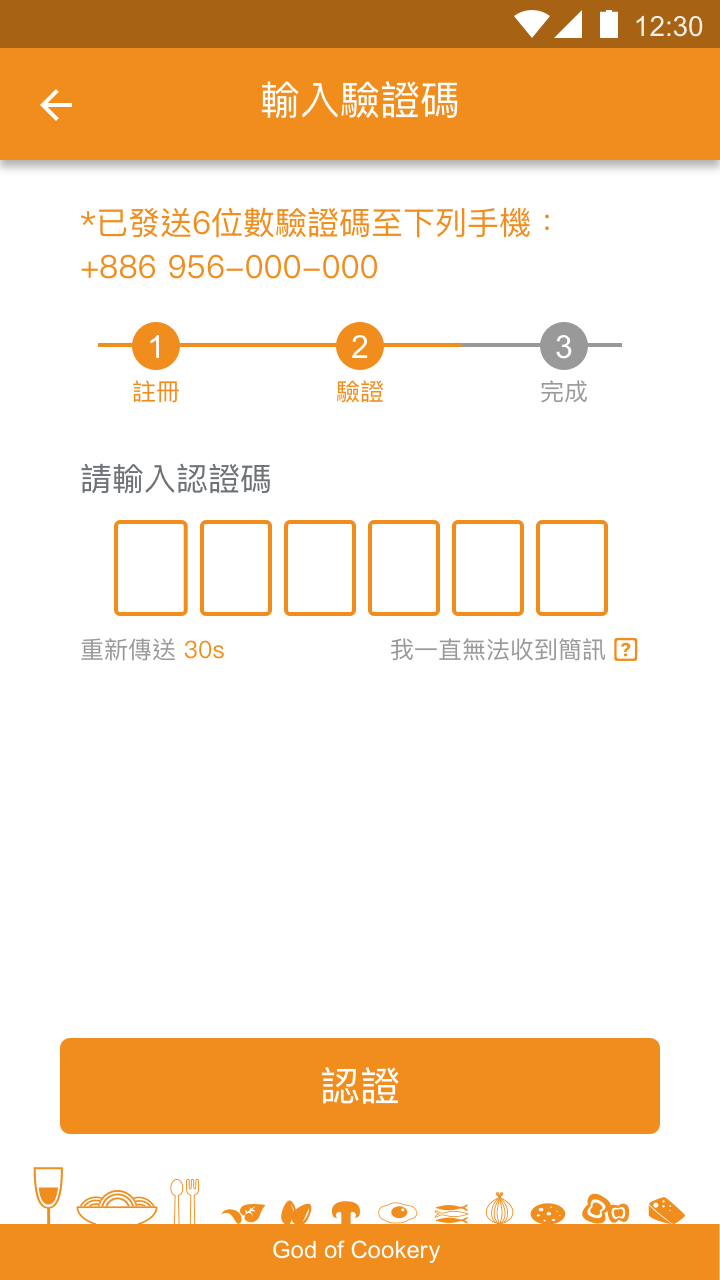 12:30
輸入驗證碼
*已發送6位數驗證碼至下列手機：
+886 956-000-000
1 2 3
註冊 驗證 完成
請輸入認證碼
重新傳送 30s 我一直無法收到簡訊 ?
認證
God of Cookery